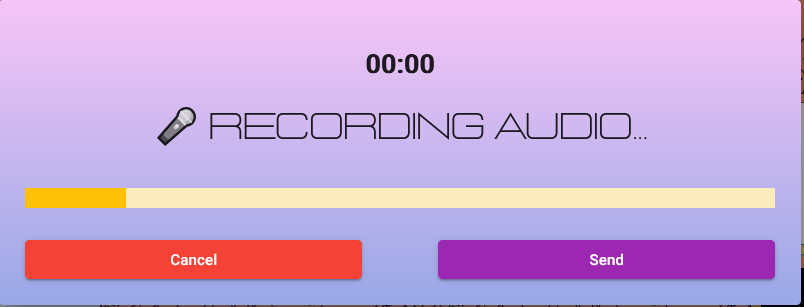 00:00
🎤 RECORDING AUDIO...
Cancel
Send